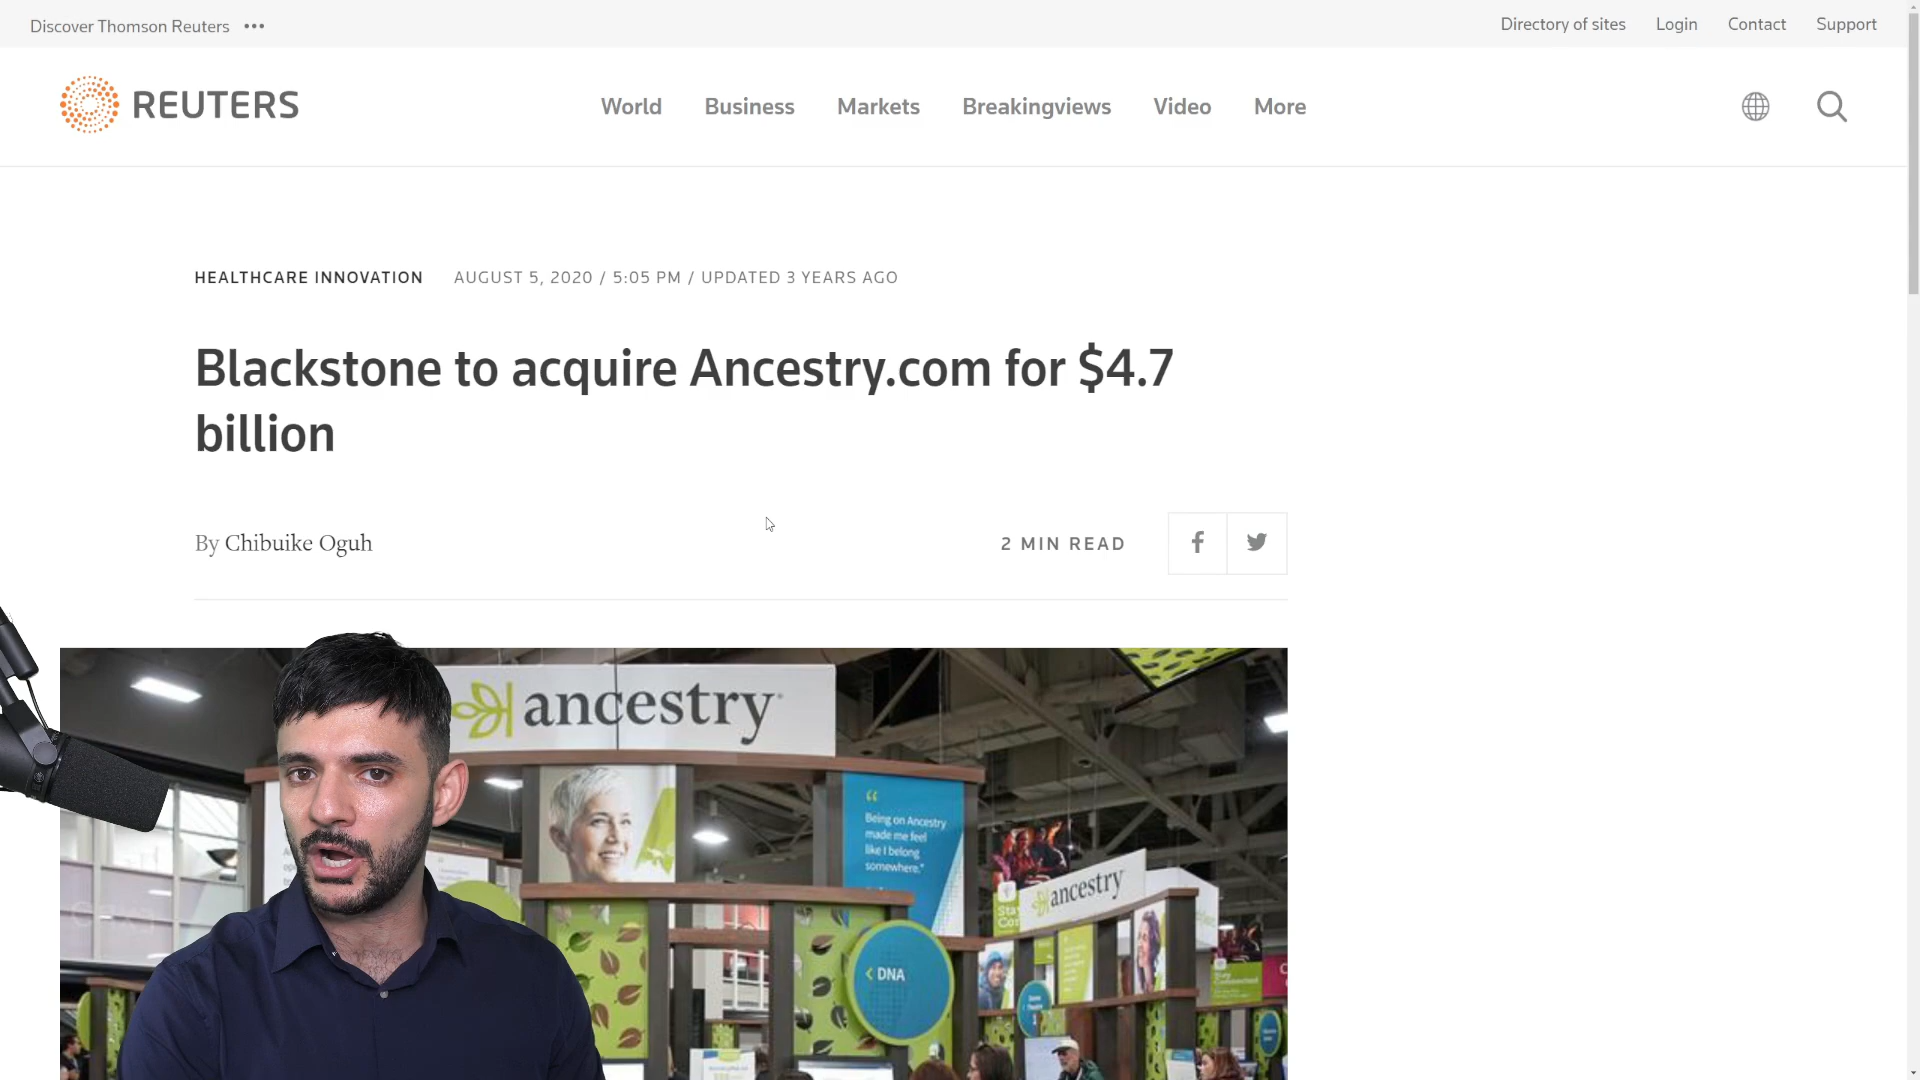 Discover Thomson Reuters
Directory of sites Login Contact Support
REUTERS
World Business Markets Breakingviews Video More
HEALTHCARE INNOVATION AUGUST 5, 2020 / 5:05 PM / UPDATED 3 YEARS AGO
Blackstone to acquire Ancestry.com for $4.7
billion
By Chibuike Oguh
2 MIN READ
ancestry
“
Being on Ancestry
made me feel
like I belong
somewhere.”
ancestry
< DNA